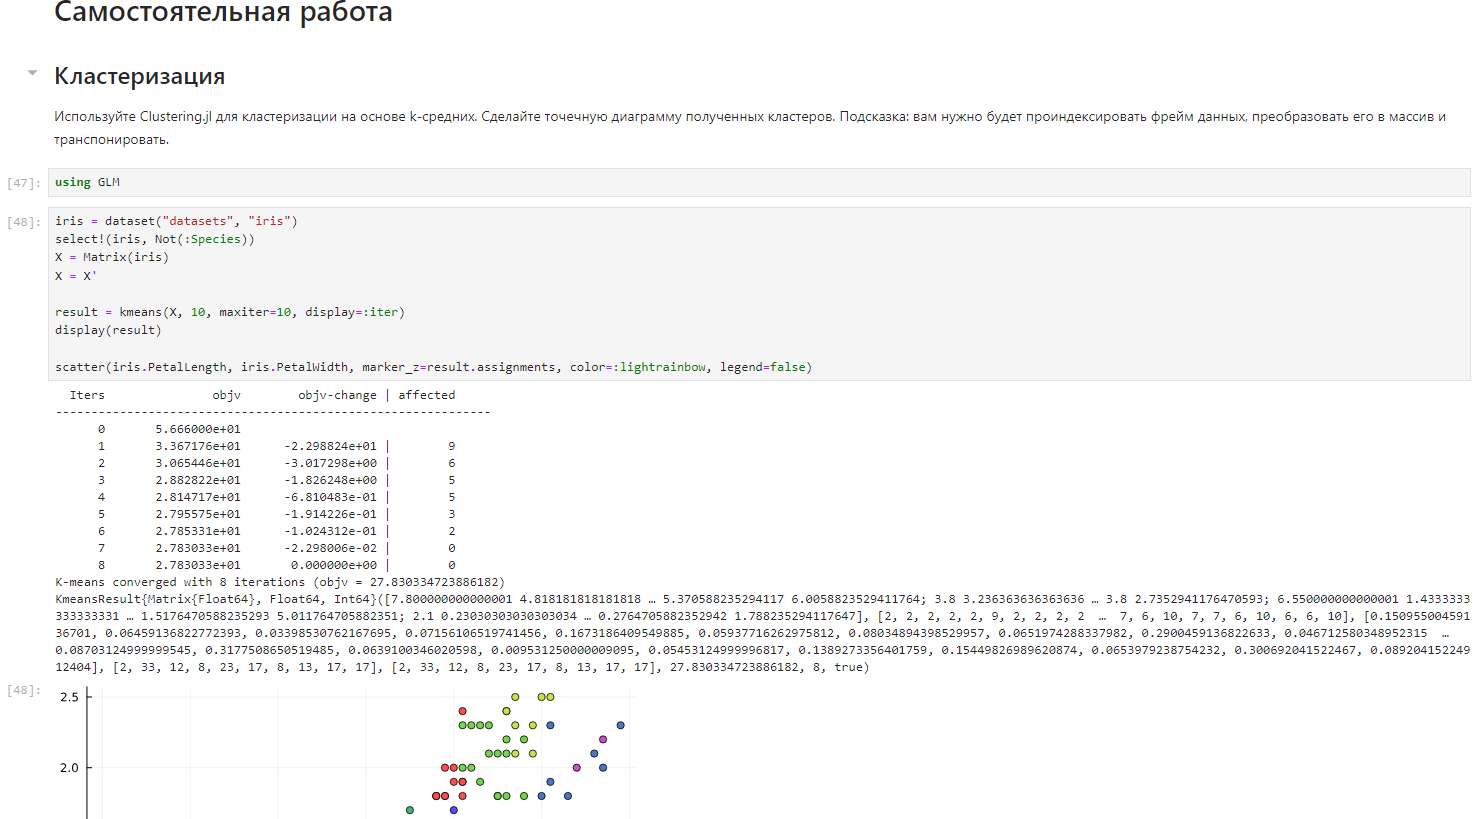 Самостоятельная работа
Кластеризация
Используйте Clustering.jl для кластеризации на основе k-средних. Сделайте точечную диаграмму полученных кластеров. Подсказка: вам нужно будет проиндексировать фрейм данных, преобразовать его в массив и
транспонировать.
[47]: using GLM
[48]: iris = dataset("datasets", "iris")
select!(iris, Not(:Species))
X = Matrix(iris)
X = X'
result = kmeans(X, 10, maxiter=10, display=:iter)
display(result)
scatter(iris.PetalLength, iris.PetalWidth, marker_z=result.assignments, color=:lightrainbow, legend=false)
Iters objv objv-change | affected
-------------------------------------------------------------
0 5.666000e+01
1 3.367176e+01 -2.298824e+01 | 9
2 3.065446e+01 -3.017298e+00 | 6
3 2.882822e+01 -1.826248e+00 | 5
4 2.814717e+01 -6.810483e-01 | 5
5 2.795575e+01 -1.914226e-01 | 3
6 2.785331e+01 -1.024312e-01 | 2
7 2.783033e+01 -2.298006e-02 | 0
8 2.783033e+01 0.000000e+00 | 0
K-means converged with 8 iterations (objv = 27.830334723886182)
KmeansResult{Matrix{Float64}, Float64, Int64}([7.800000000000001 4.818181818181818 … 5.370588235294117 6.0058823529411764; 3.8 3.236363636363636 … 3.8 2.7352941176470593; 6.550000000000001 1.4333333
333333331 … 1.5176470588235293 5.011764705882351; 2.1 0.23030303030303034 … 0.2764705882352942 1.788235294117647], [2, 2, 2, 2, 2, 9, 2, 2, 2, 2 … 7, 6, 10, 7, 7, 6, 10, 6, 6, 10], [0.150955004591
36701, 0.06459136822772393, 0.03398530762167695, 0.07156106519741456, 0.1673186409549885, 0.05937716262975812, 0.08034894398529957, 0.0651974288337982, 0.2900459136822633, 0.046712580348952315 …
0.08703124999999545, 0.3177508650519485, 0.0639100346020598, 0.009531250000009095, 0.05453124999996817, 0.1389273356401759, 0.15449826989620874, 0.0653979238754232, 0.300692041522467, 0.089204152249
12404], [2, 33, 12, 8, 23, 17, 8, 13, 17, 17], [2, 33, 12, 8, 23, 17, 8, 13, 17, 17], 27.830334723886182, 8, true)
[48]:
2.5
2.0